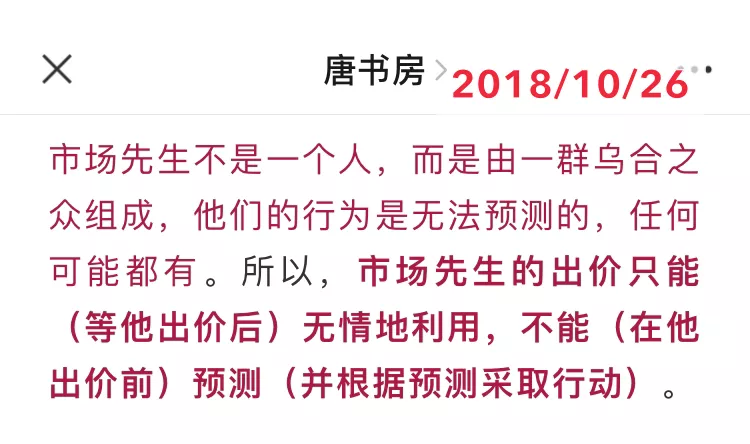 唐书房
2018/10/26
市场先生不是一个人，而是由一群乌合之
众组成，他们的行为是无法预测的，任何
可能都有。所以，市场先生的出价只能
（等他出价后）无情地利用，不能（在他
出价前）预测（并根据预测采取行动）。